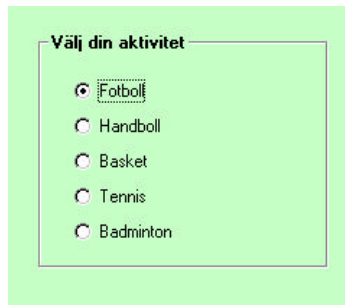 Välj din aktivitet
Fotboll
Handboll
Basket
Tennis
Badminton